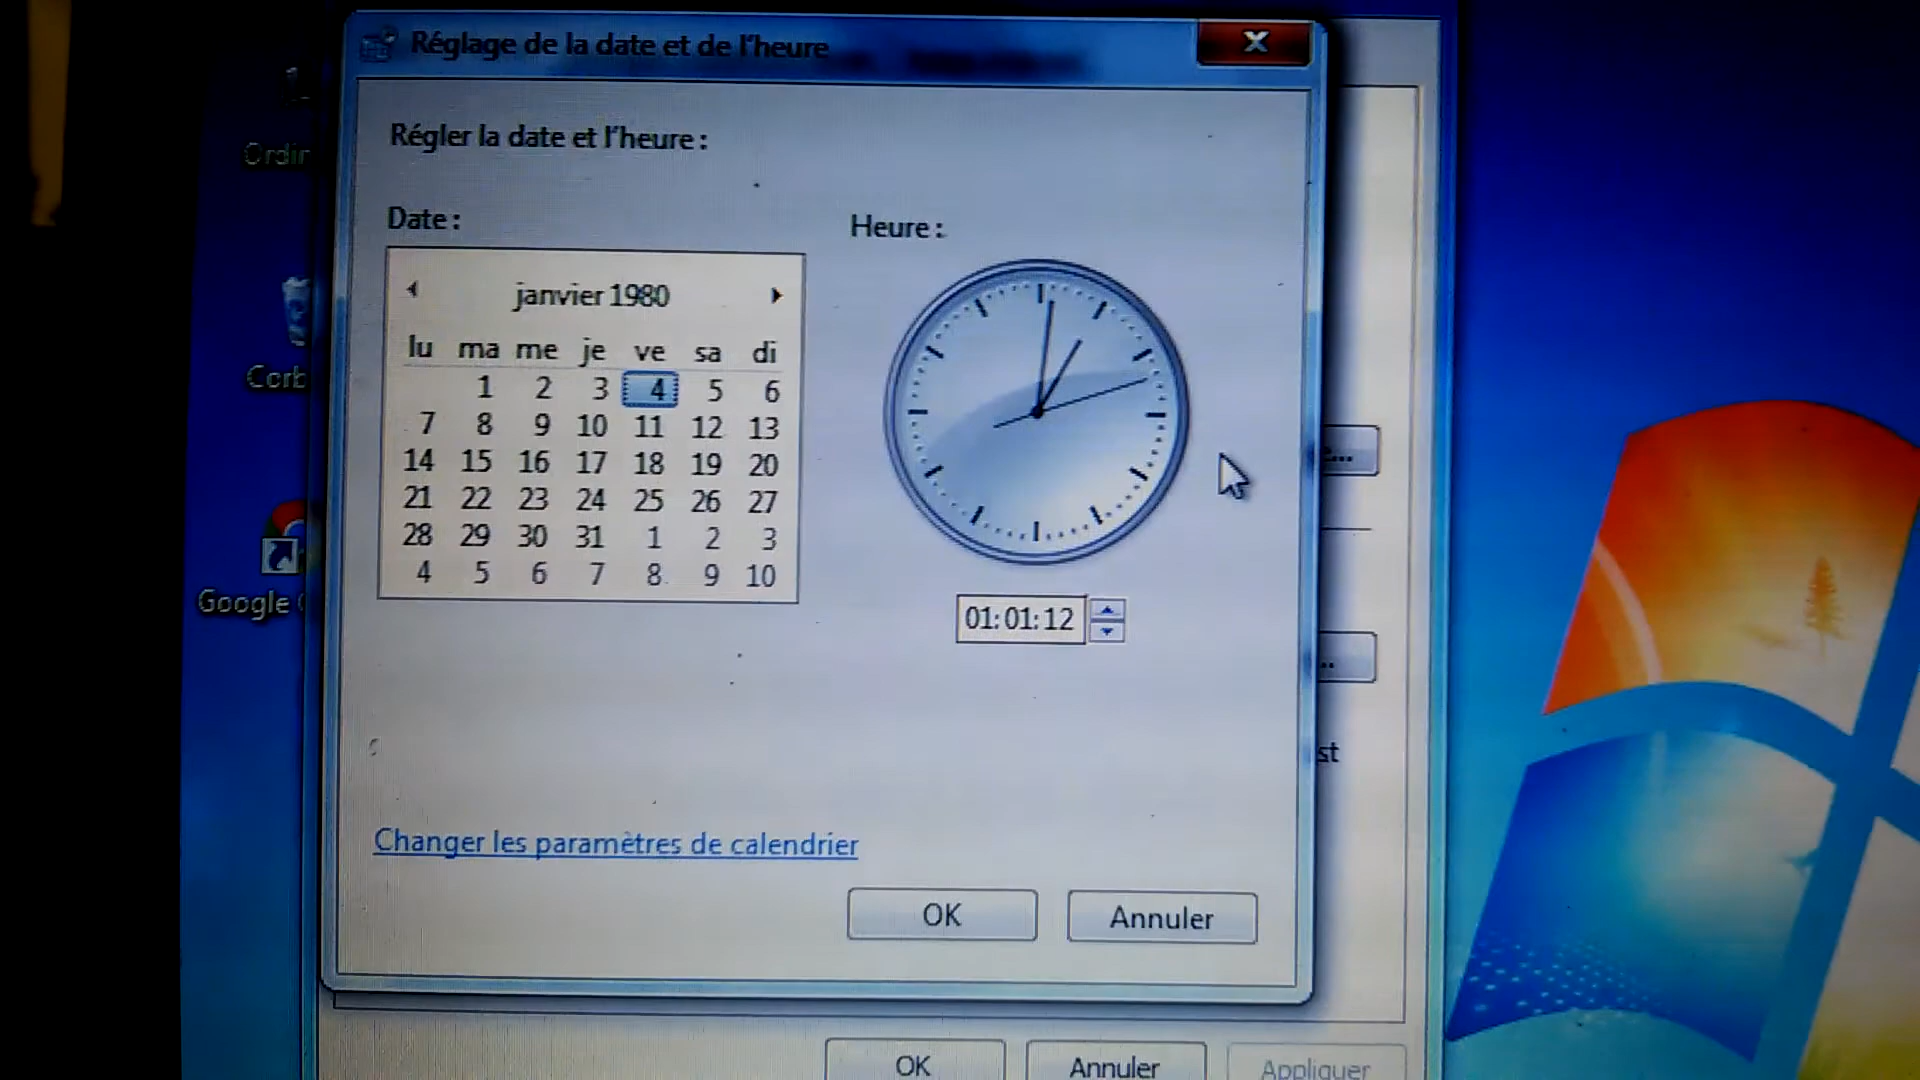 Réglage de la date et de l'heure
Régler la date et l'heure :
Date :
Heure :
janvier 1980
lu ma me je ve sa di
1 2 3 4 5 6
7 8 9 10 11 12 13
14 15 16 17 18 19 20
21 22 23 24 25 26 27
28 29 30 31 1 2 3
4 5 6 7 8 9 10
01:01:12
Changer les paramètres de calendrier
OK Annuler
OK Annuler Appliquer
Ordin
Corb
Google
st